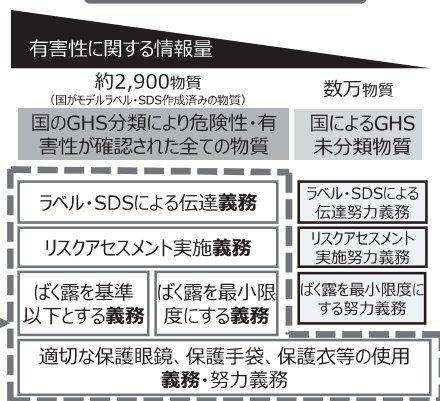 有害性に関する情報量
約2,900物質
(国がモデルラベル・SDS作成済みの物質)
数万物質
国のGHS分類により危険性・有
害性が確認された全ての物質
国によるGHS
未分類物質
ラベル・SDSによる伝達義務
ラベル・SDSによる
伝達努力義務
リスクアセスメント実施義務
リスクアセスメント
実施努力義務
ばく露を基準
以下とする義務
ばく露を最小限
度にする義務
ばく露を最小限度に
する努力義務
適切な保護眼鏡、保護手袋、保護衣等の使用
義務・努力義務